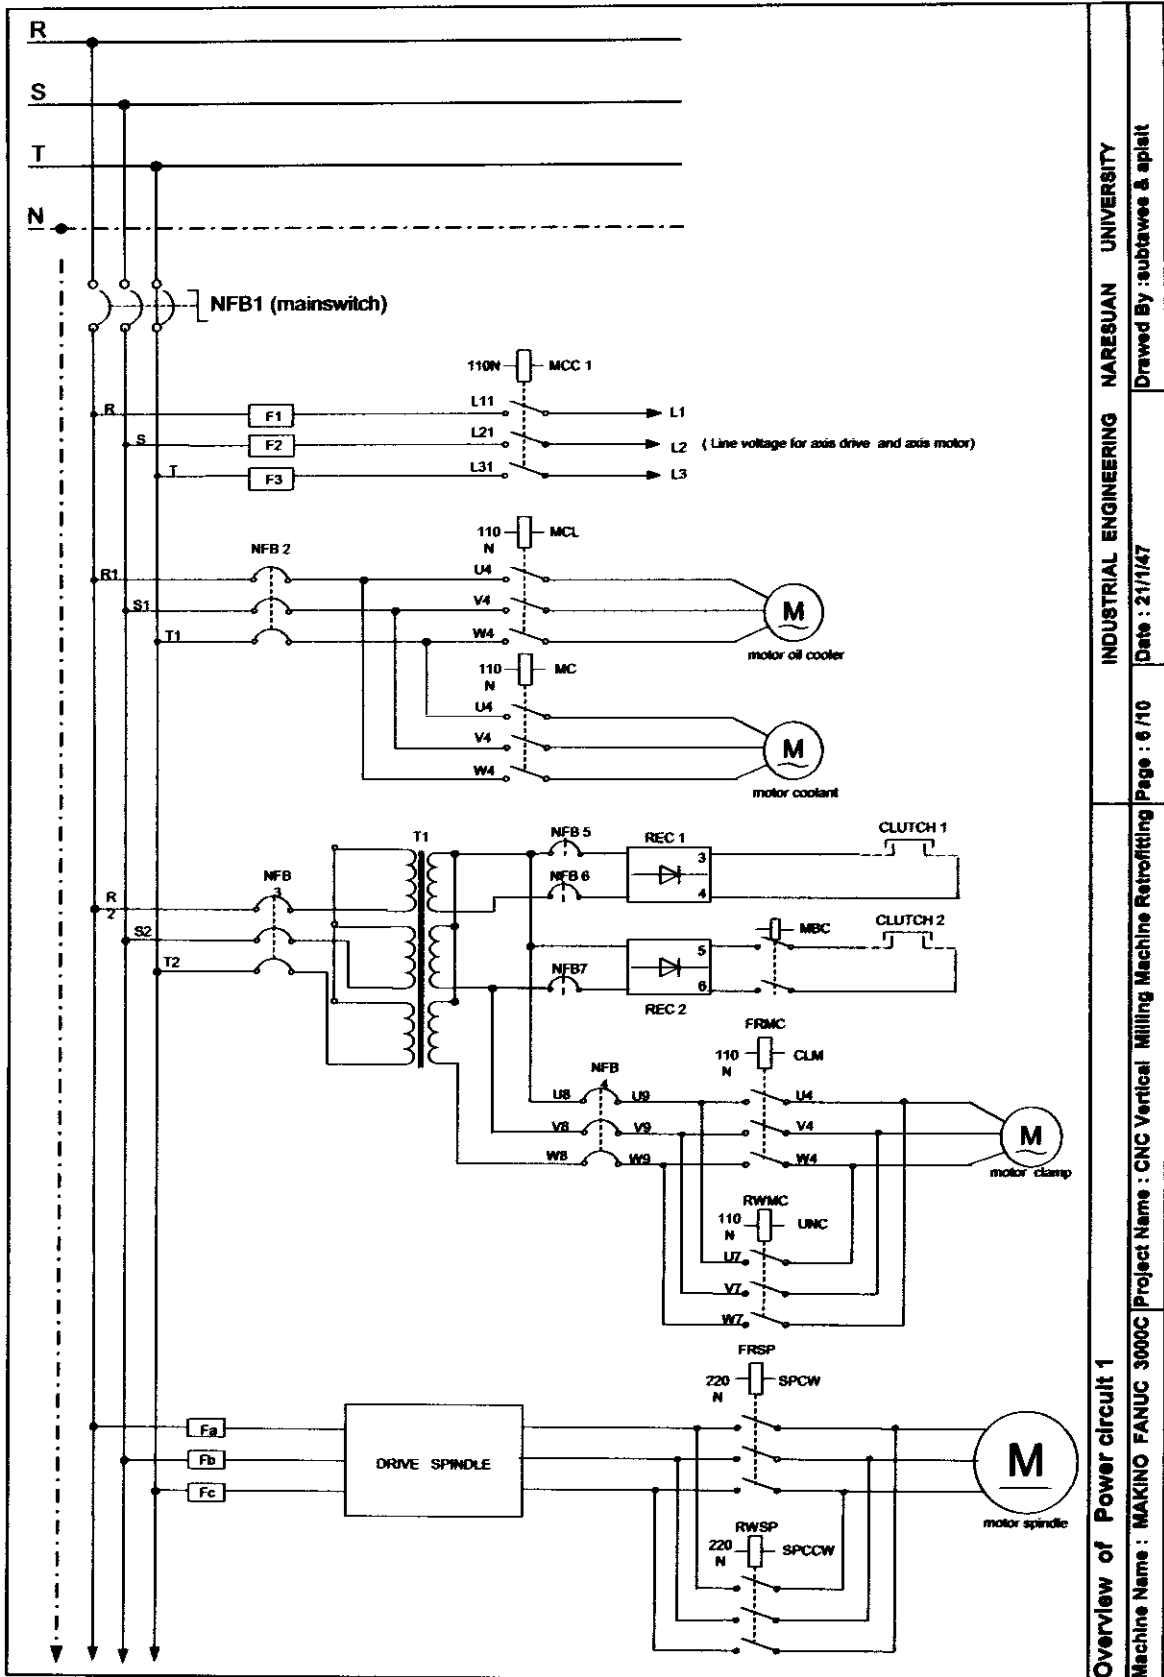 R
S
T
N
NFB1 (mainswitch)
110N
MCC 1
R
F1
L11
L1
S
F2
L21
L2
( Line voltage for axis drive and axis motor)
T
F3
L31
L3
NFB 2
110
N
MCL
R1
U4
S1
V4
T1
W4
M
motor oil cooler
110
N
MC
U4
V4
W4
M
motor coolant
T1
NFB
3
R
2
S2
T2
NFB 5
NFB 6
REC 1
3
4
CLUTCH 1
NFB7
5
6
REC 2
MBC
CLUTCH 2
FRMC
110
N
CLM
NFB
4
U8
U9
U4
V8
V9
V4
W8
W9
W4
M
motor clamp
RWMC
110
N
UNC
U7
V7
W7
FRSP
220
N
SPCW
Fa
Fb
Fc
DRIVE SPINDLE
M
motor spindle
RWSP
220
N
SPCCW
Overview of Power circuit 1
INDUSTRIAL ENGINEERING NARESUAN UNIVERSITY
Machine Name : MAKINO FANUC 3000C
Project Name : CNC Vertical Milling Machine Retrofitting
Page : 6 /10
Date : 21/1/47
Drawed By :subtawee & apisit